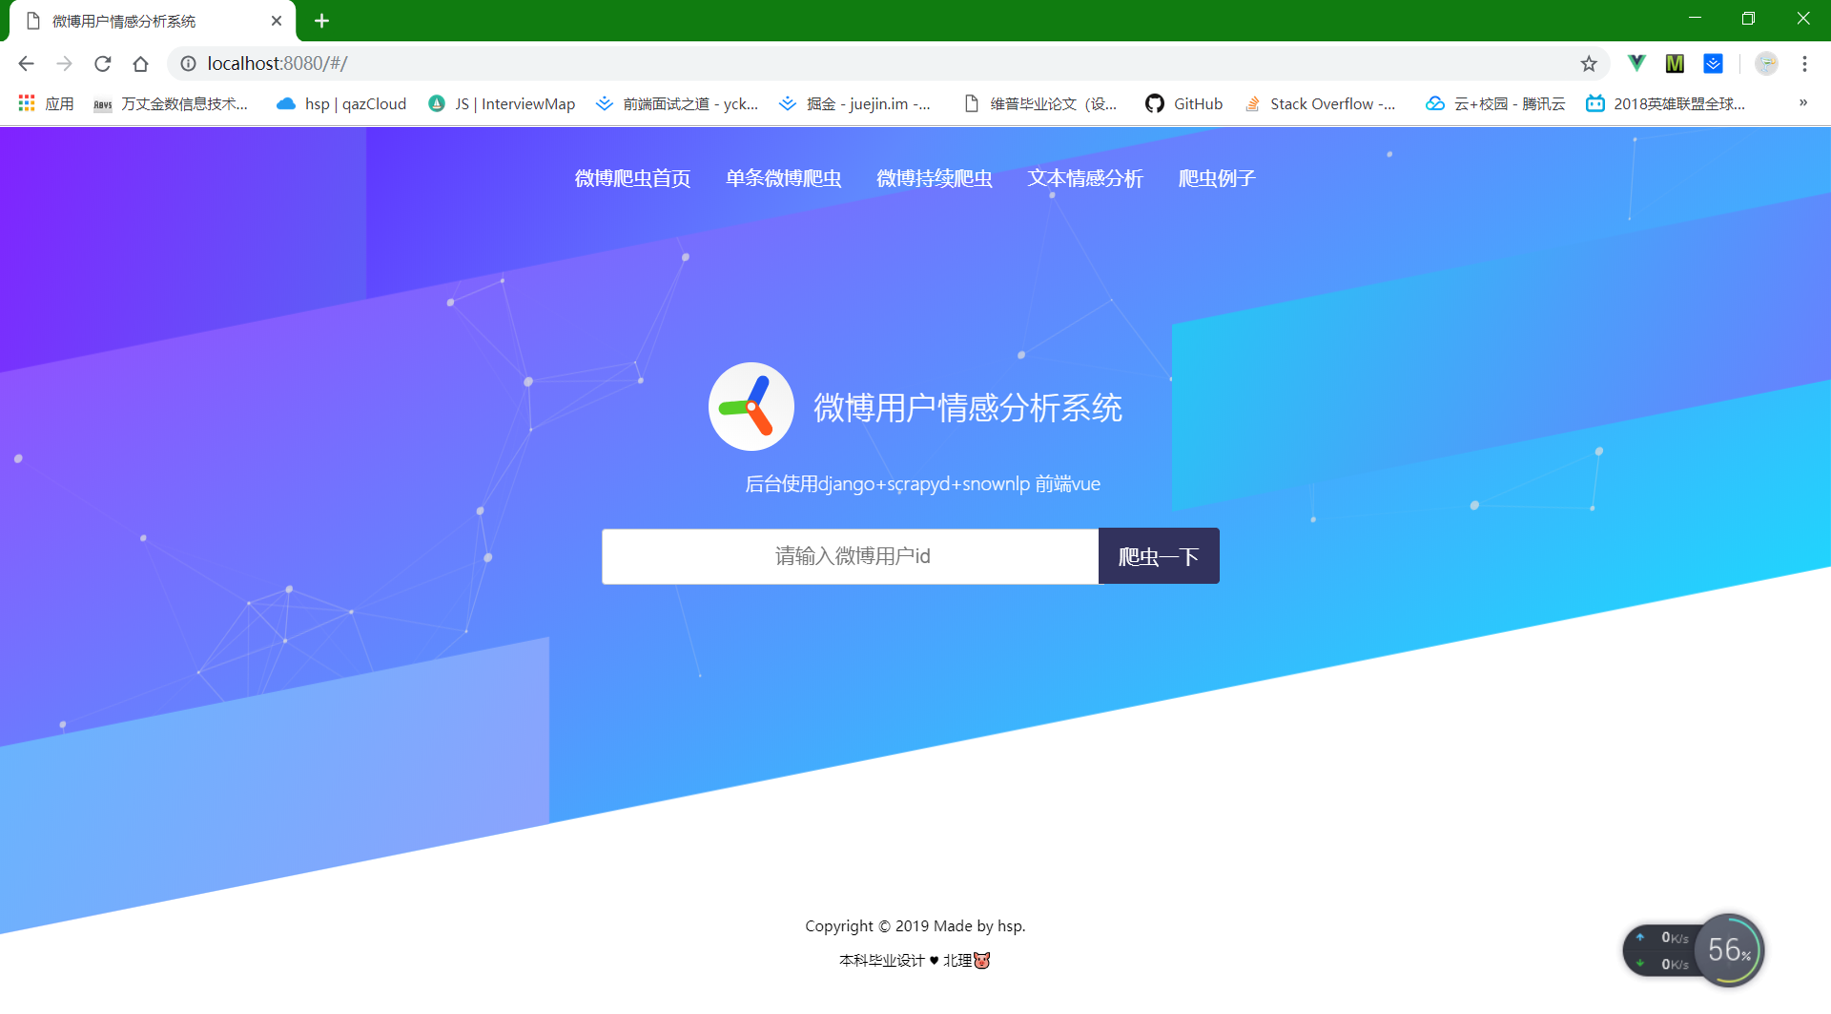 微博用户情感分析系统
localhost:8080/#/
应用 万丈金数信息技术... hsp | qazCloud JS | InterviewMap 前端面试之道 - yck... 掘金 - juejin.im -... 维普毕业论文（设... GitHub Stack Overflow -... 云+校园 - 腾讯云 2018英雄联盟全球... »
微博爬虫首页 单条微博爬虫 微博持续爬虫 文本情感分析 爬虫例子
微博用户情感分析系统
后台使用django+scrapyd+snownlp 前端vue
请输入微博用户id 爬虫一下
Copyright © 2019 Made by hsp.
本科毕业设计 ♥ 北理🐷
0K/s
0K/s
56%